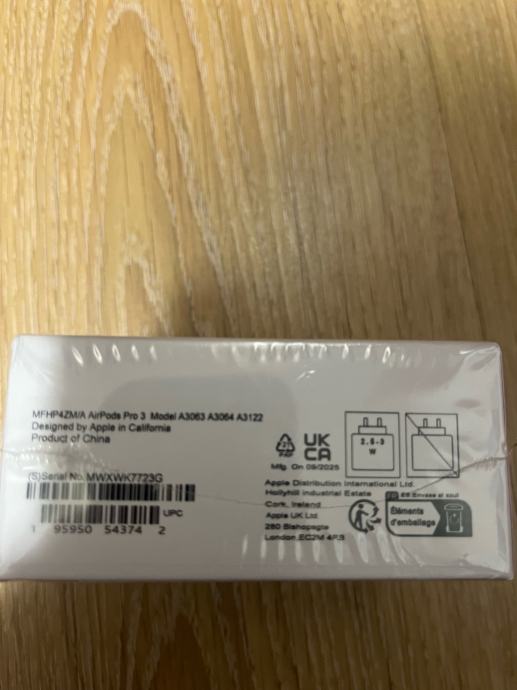 MFHP4ZM/A AirPods Pro 3 Model A3063 A3064 A3122
Designed by Apple in California
Product of China
(S)Serial No. MWXWK7723G
UPC
1 95950 54374 2
UK
CA
Mfg. On 09/2025
2.5-3
W
Apple Distribution International Ltd.
Hollyhill Industrial Estate
Cork, Ireland
Apple UK Ltd.
280 Bishopsgte
London,EC2M 4RB
Éléments
d'emballage